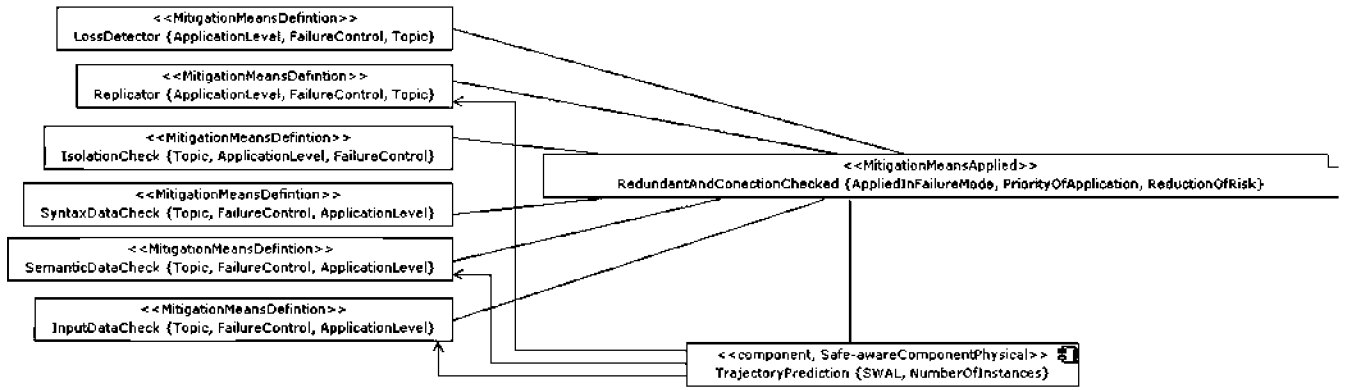 <<MitigationMeansDefintion>>
LossDetector {ApplicationLevel, FailureControl, Topic}
<<MitigationMeansDefintion>>
Replicator {ApplicationLevel, FailureControl, Topic}
<<MitigationMeansDefintion>>
IsolationCheck {Topic, ApplicationLevel, FailureControl}
<<MitigationMeansApplied>>
RedundantAndConectionChecked {AppliedInFailureMode, PriorityOfApplication, ReductionOfRisk}
<<MitigationMeansDefintion>>
SyntaxDataCheck {Topic, FailureControl, ApplicationLevel}
<<MitigationMeansDefintion>>
SemanticDataCheck {Topic, FailureControl, ApplicationLevel}
<<MitigationMeansDefintion>>
InputDataCheck {Topic, FailureControl, ApplicationLevel}
<<component, Safe-awareComponentPhysical>>
TrajectoryPrediction {SWAL, NumberOfInstances}